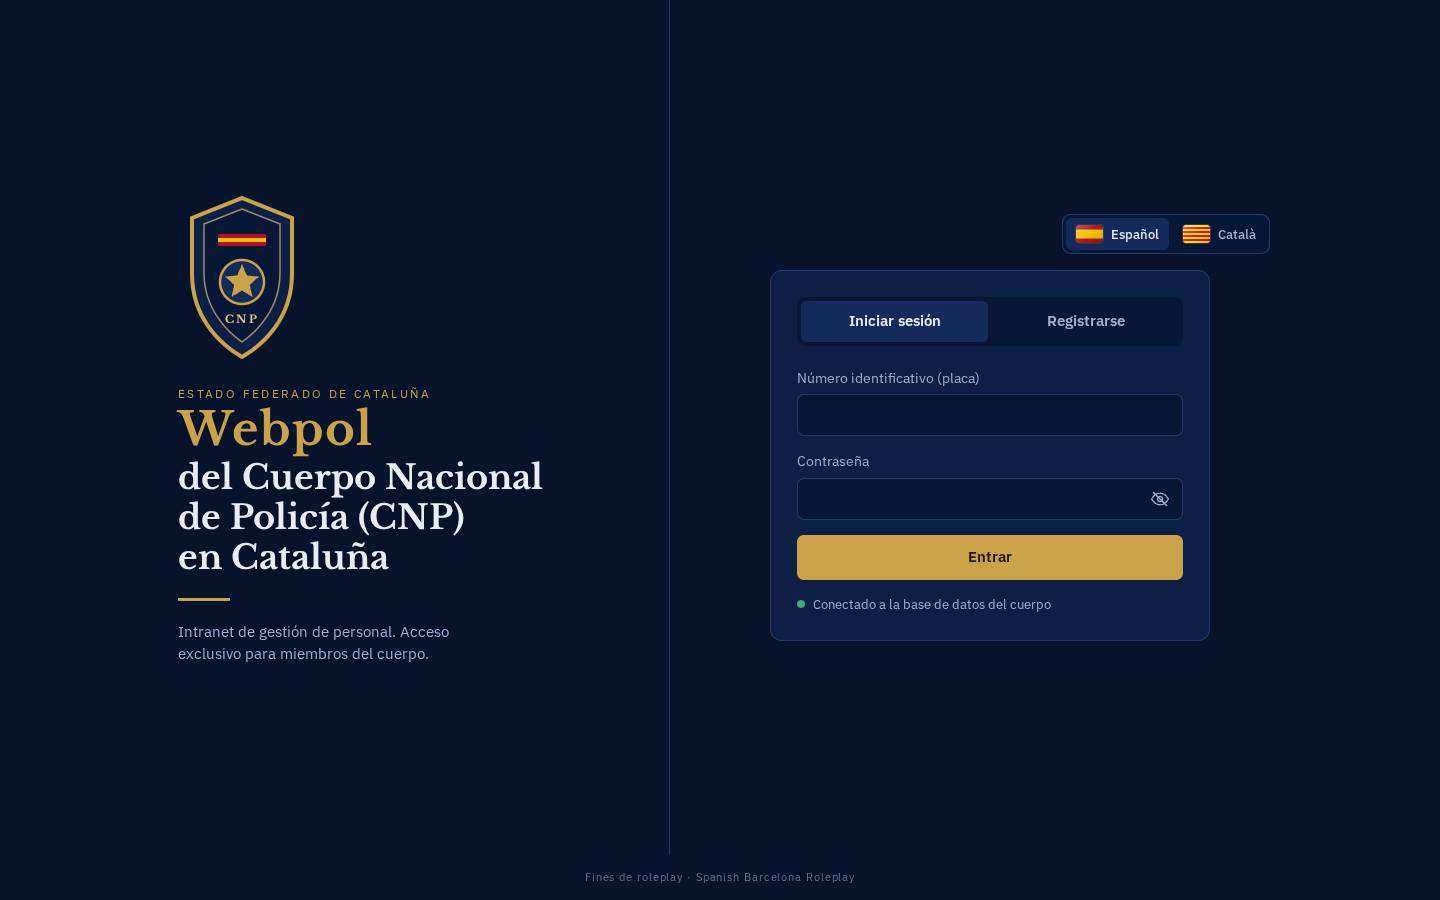 CNP
ESTADO FEDERADO DE CATALUÑA
Webpol
del Cuerpo Nacional
de Policía (CNP)
en Cataluña
Intranet de gestión de personal. Acceso
exclusivo para miembros del cuerpo.
Español
Català
Iniciar sesión
Registrarse
Número identificativo (placa)
Contraseña
Entrar
Conectado a la base de datos del cuerpo
Fines de roleplay · Spanish Barcelona Roleplay